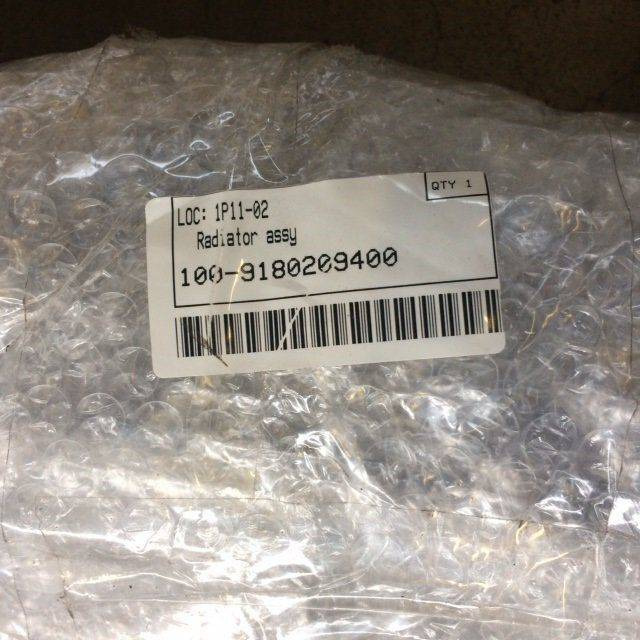 QTY 1
LOC: 1P11-02
Radiator assy
100-9180209400